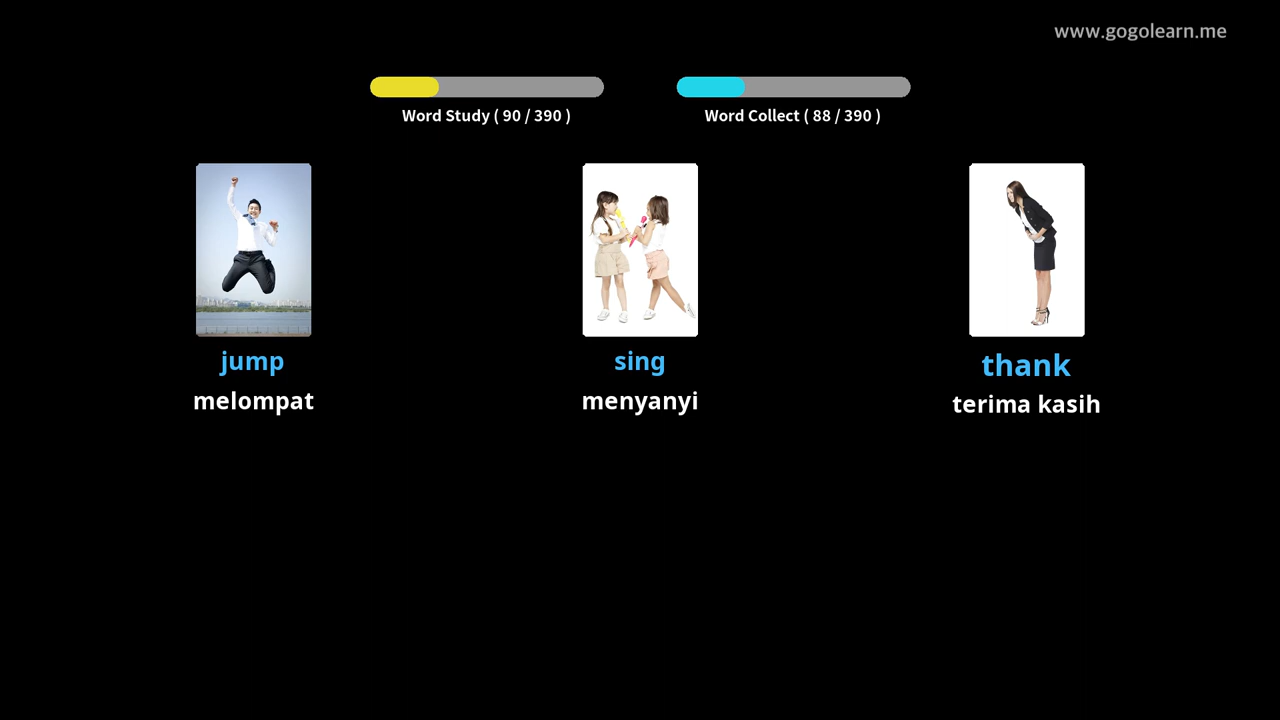 www.gogolearn.me
Word Study ( 90 / 390 )
Word Collect ( 88 / 390 )
jump
melompat
sing
menyanyi
thank
terima kasih